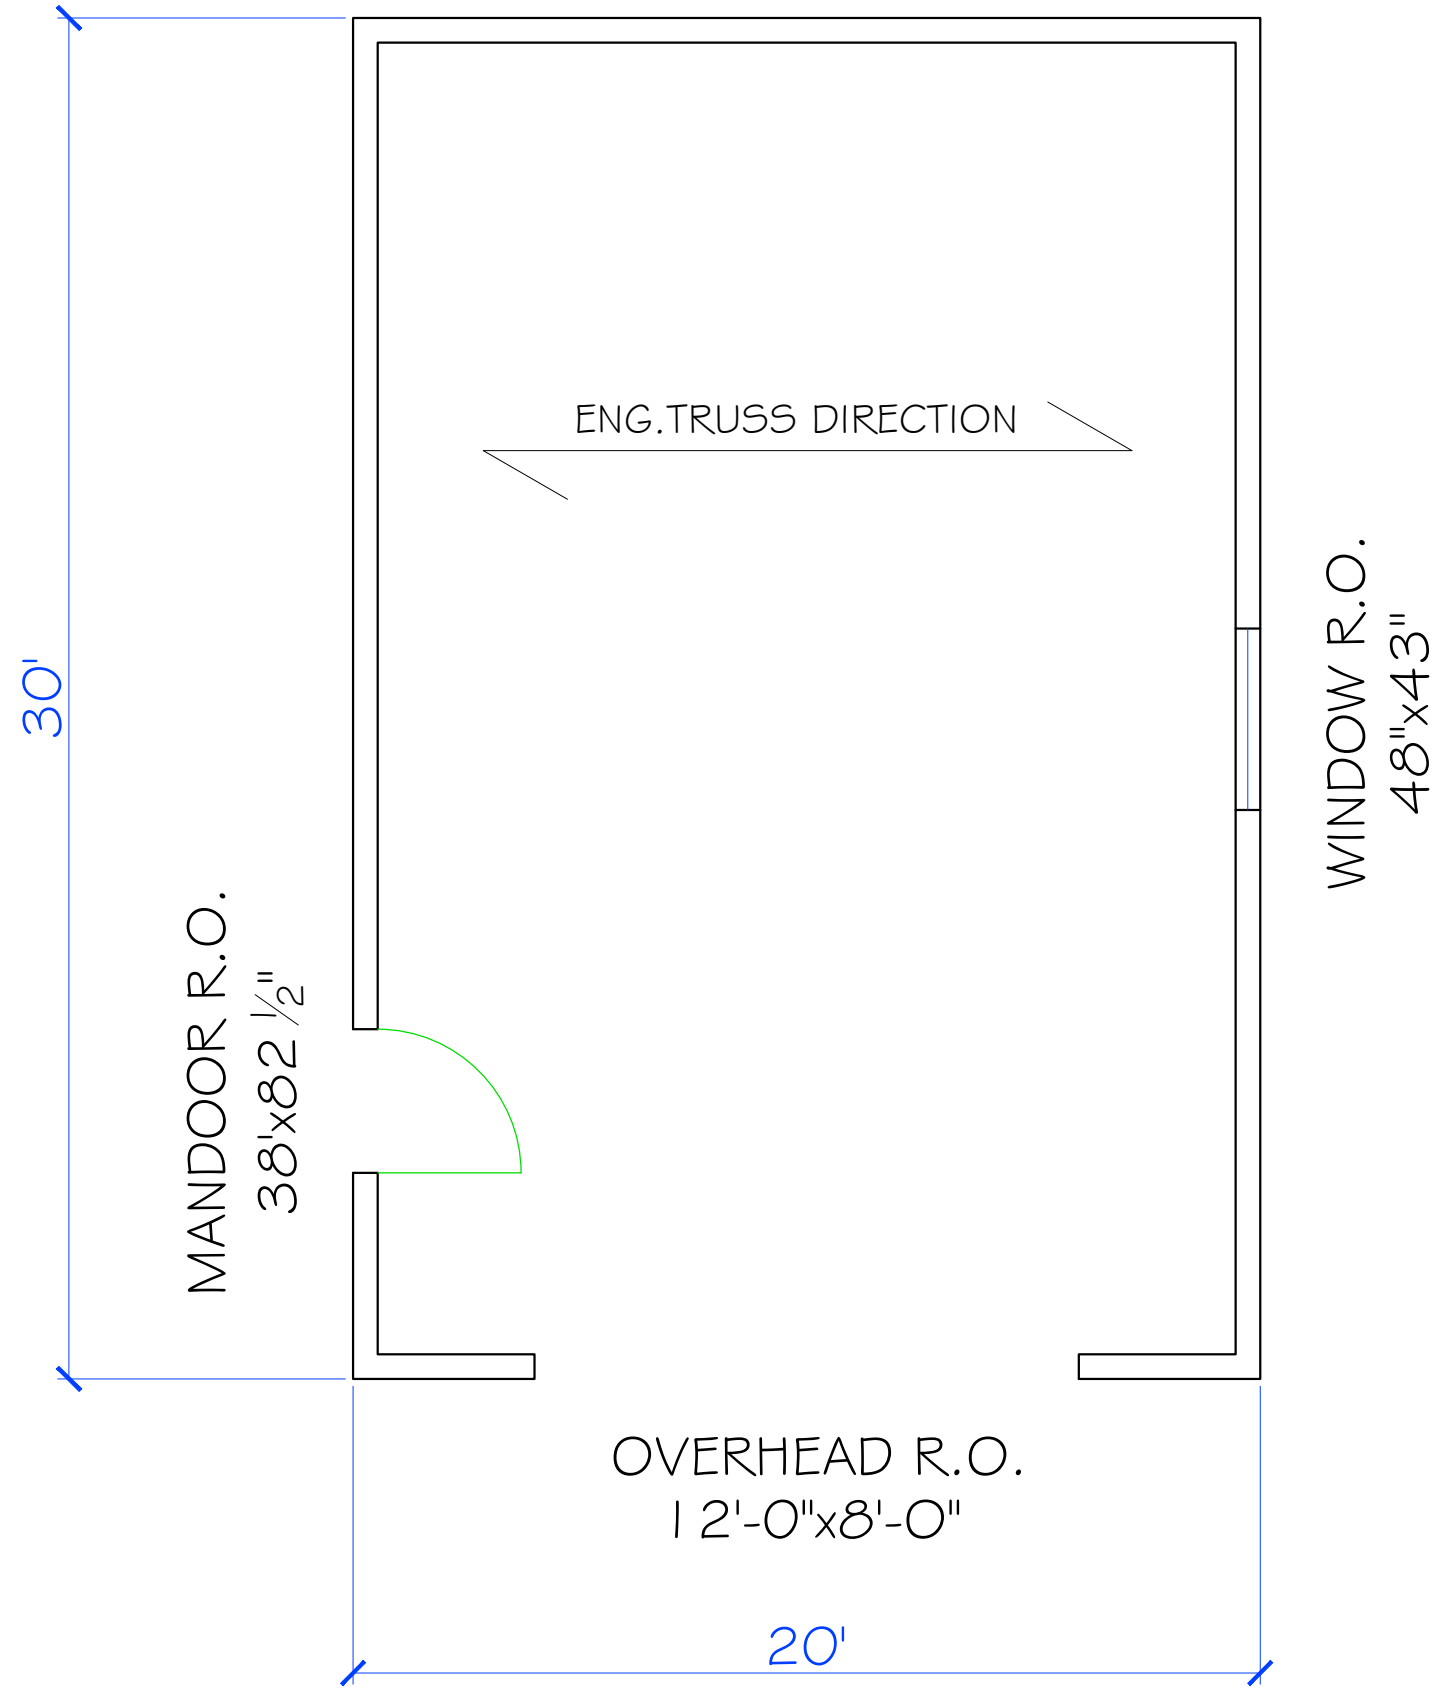 ENG.TRUSS DIRECTION
30'
WINDOW R.O.
48"x43"
MANDOOR R.O.
38'x82 1/2"
OVERHEAD R.O.
12'-0"x8'-0"
20'